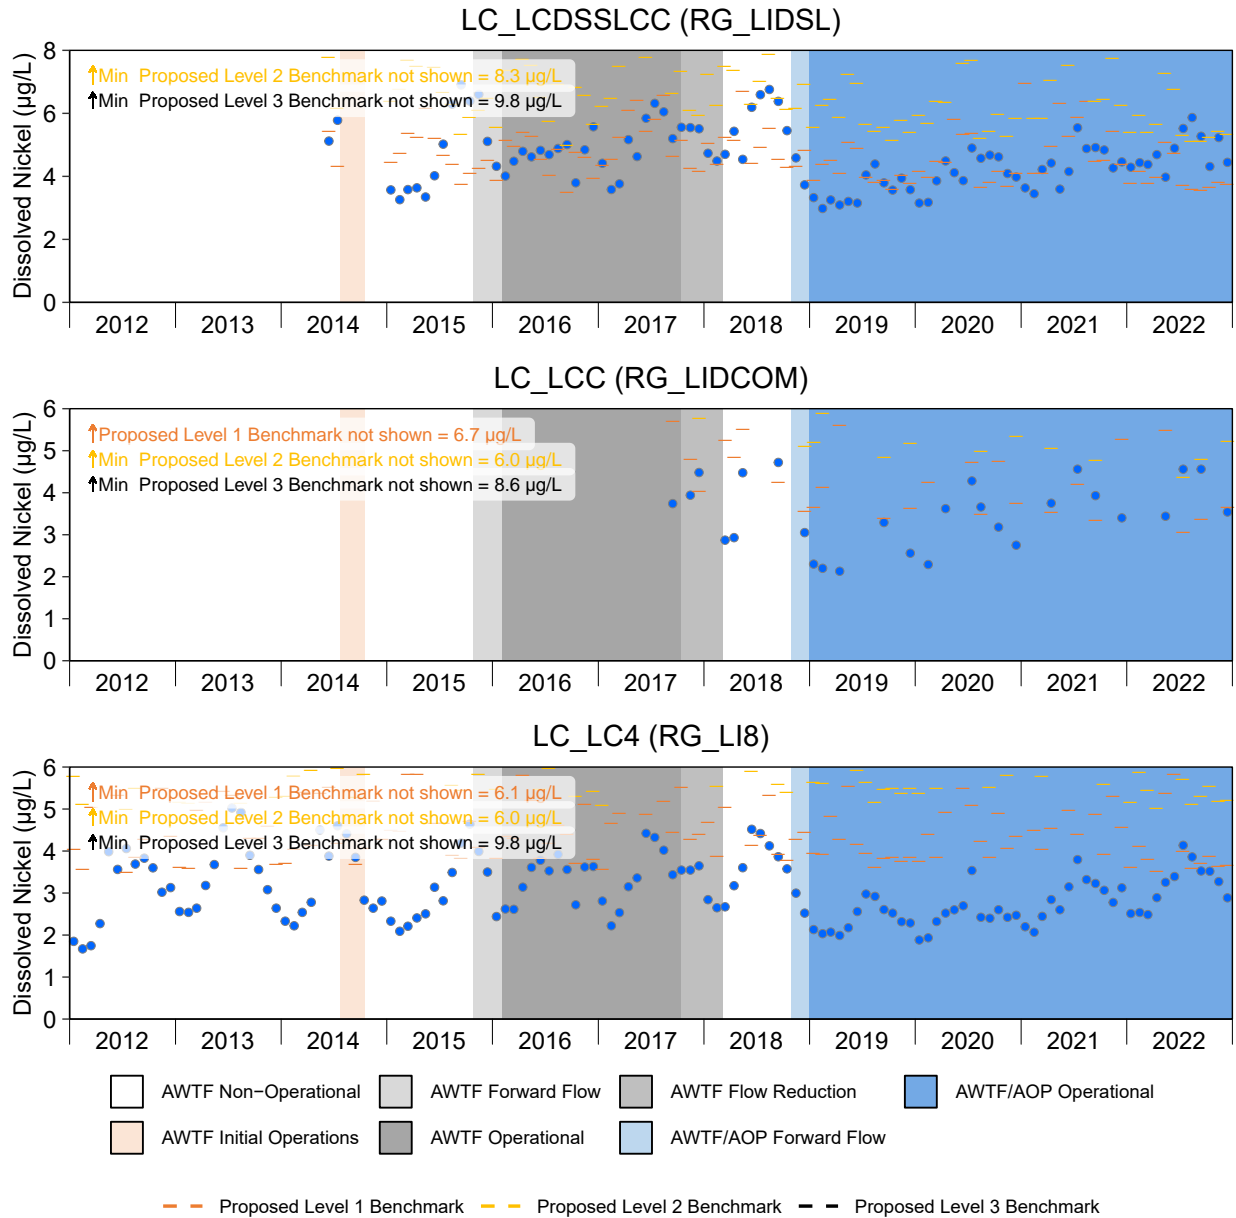 LC_LCDSSLCC (RG_LIDSL)
Dissolved Nickel (µg/L)
8
6
4
2
0
Min Proposed Level 2 Benchmark not shown = 8.3 µg/L
Min Proposed Level 3 Benchmark not shown = 9.8 µg/L
2012 2013 2014 2015 2016 2017 2018 2019 2020 2021 2022
LC_LCC (RG_LIDCOM)
Dissolved Nickel (µg/L)
6
5
4
3
2
1
0
Proposed Level 1 Benchmark not shown = 6.7 µg/L
Min Proposed Level 2 Benchmark not shown = 6.0 µg/L
Min Proposed Level 3 Benchmark not shown = 8.6 µg/L
2012 2013 2014 2015 2016 2017 2018 2019 2020 2021 2022
LC_LC4 (RG_LI8)
Dissolved Nickel (µg/L)
6
5
4
3
2
1
0
Min Proposed Level 1 Benchmark not shown = 6.1 µg/L
Min Proposed Level 2 Benchmark not shown = 6.0 µg/L
Min Proposed Level 3 Benchmark not shown = 9.8 µg/L
2012 2013 2014 2015 2016 2017 2018 2019 2020 2021 2022
AWTF Non−Operational AWTF Forward Flow AWTF Flow Reduction AWTF/AOP Operational
AWTF Initial Operations AWTF Operational AWTF/AOP Forward Flow
Proposed Level 1 Benchmark Proposed Level 2 Benchmark Proposed Level 3 Benchmark